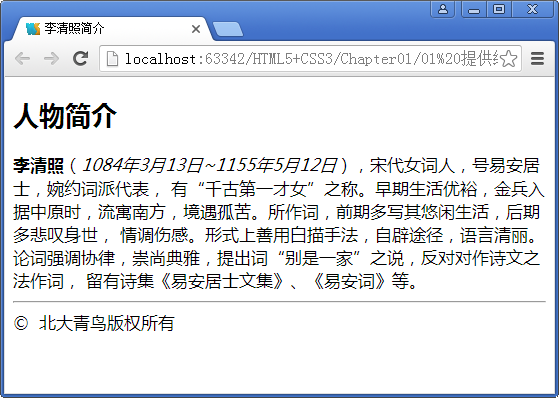 李清照简介
localhost:63342/HTML5+CSS3/Chapter01/01%20提供
人物简介
李清照（1084年3月13日~1155年5月12日），宋代女词人，号易安居
士，婉约词派代表， 有“千古第一才女”之称。早期生活优裕，金兵入
据中原时，流寓南方，境遇孤苦。所作词，前期多写其悠闲生活，后期
多悲叹身世， 情调伤感。形式上善用白描手法，自辟途径，语言清丽。
论词强调协律，崇尚典雅，提出词“别是一家”之说，反对对作诗文之
法作词， 留有诗集《易安居士文集》、《易安词》等。
© 北大青鸟版权所有